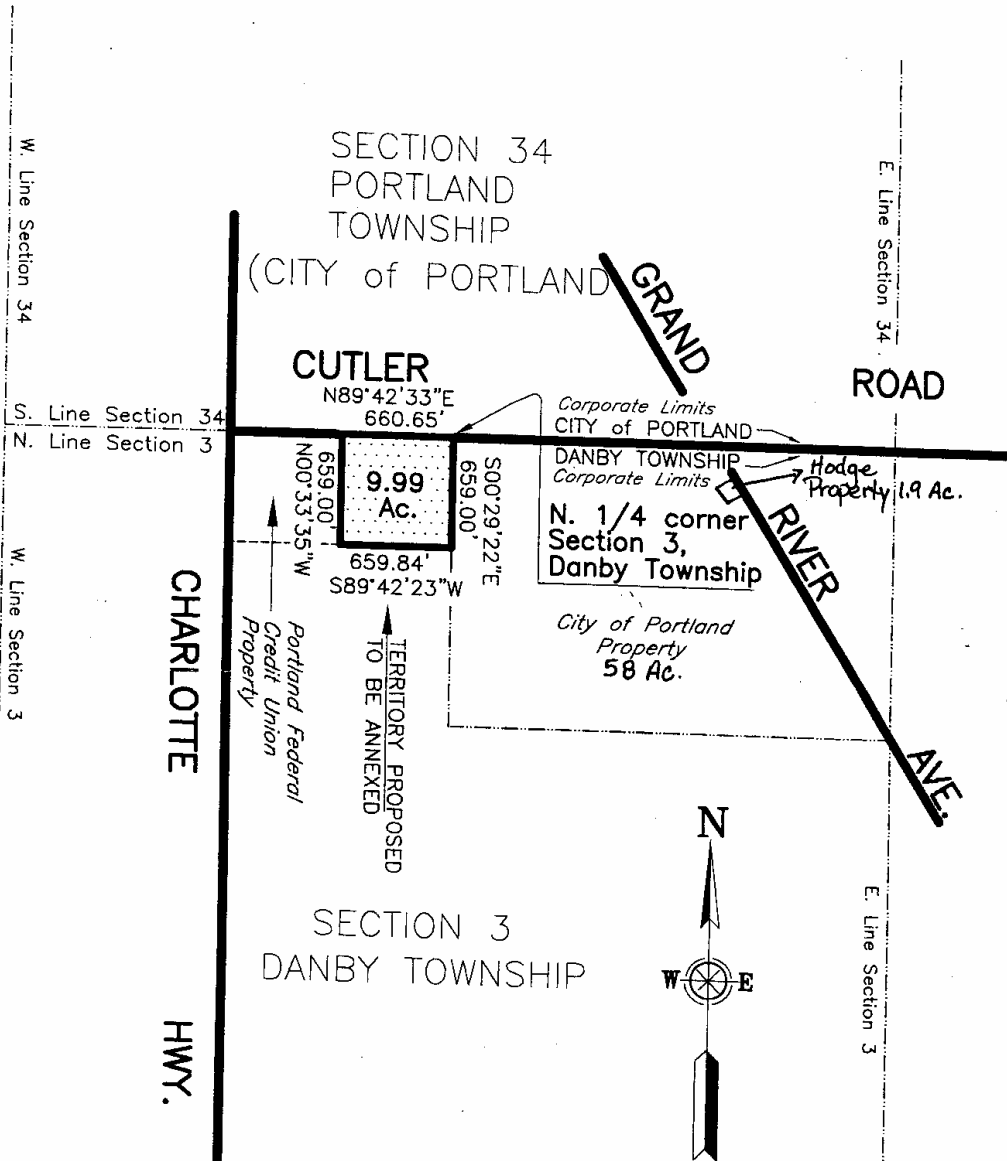 SECTION 34
PORTLAND
TOWNSHIP
(CITY of PORTLAND
W. Line Section 34
E. Line Section 34
GRAND
CUTLER
ROAD
N89°42'33"E
660.65'
S. Line Section 34
N. Line Section 3
Corporate Limits
CITY of PORTLAND
DANBY TOWNSHIP
Corporate Limits
Hodge
Property 1.9 Ac.
659.00'
N00°33'35"W
9.99
Ac.
S00°29'22"E
659.00'
659.84'
S89°42'23"W
N. 1/4 corner
Section 3,
Danby Township
RIVER
AVE.
City of Portland
Property
58 Ac.
W. Line Section 3
CHARLOTTE
HWY.
Portland Federal
Credit Union
Property
TERRITORY PROPOSED
TO BE ANNEXED
SECTION 3
DANBY TOWNSHIP
N
W
E
E. Line Section 3